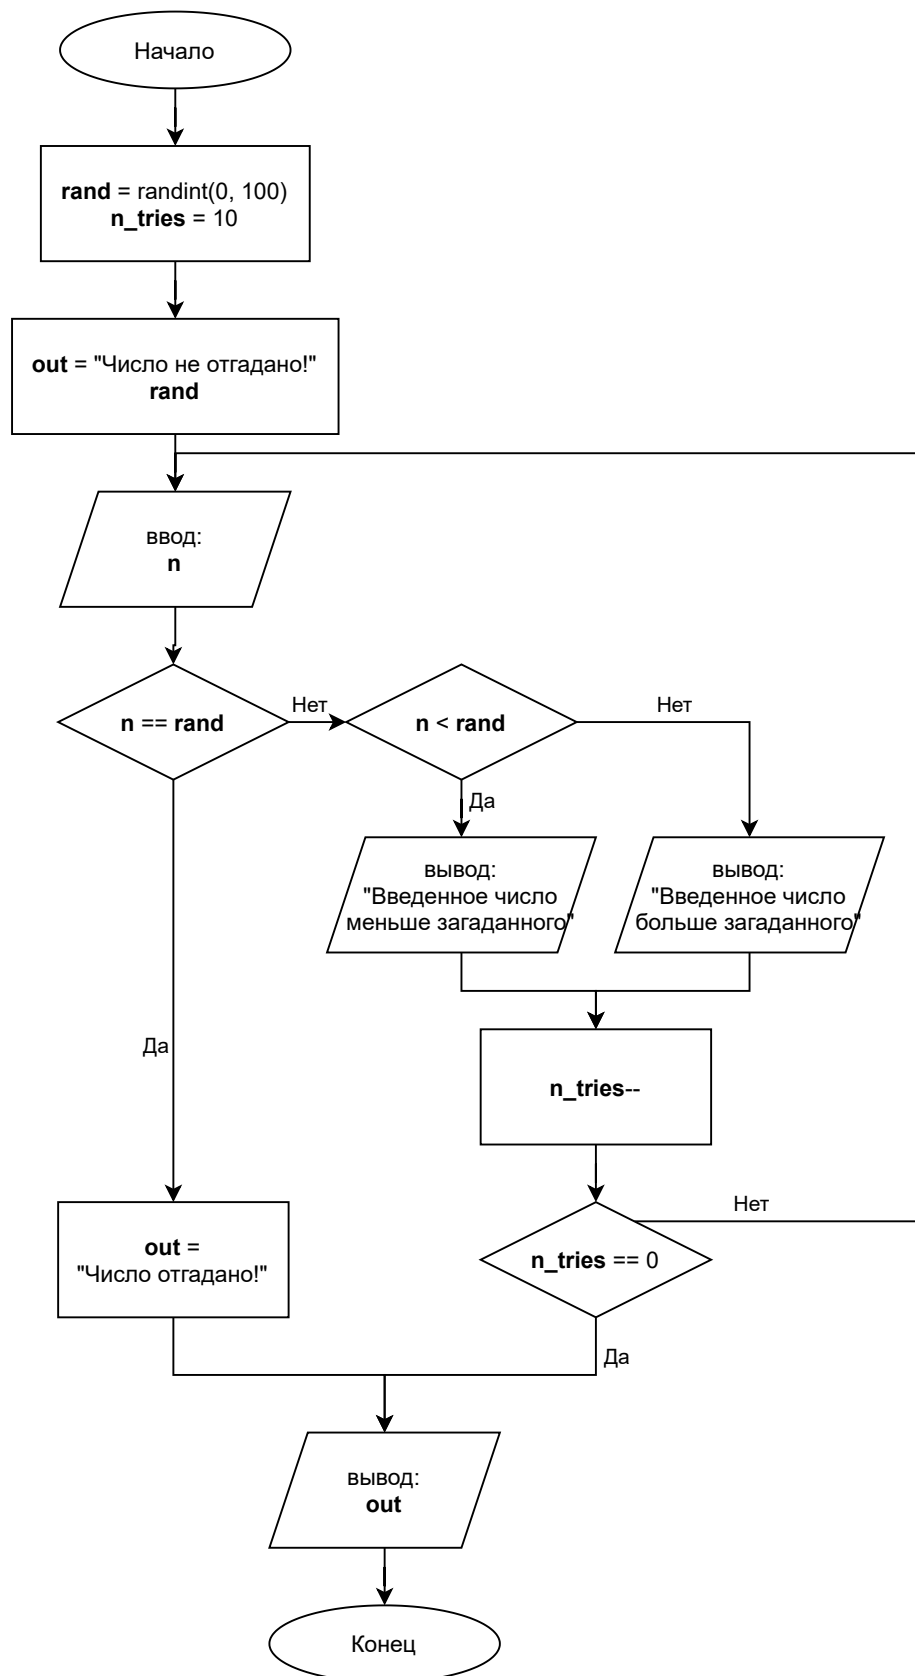 Начало
rand = randint(0, 100)
n_tries = 10
out = "Число не отгадано!"
rand
ввод:
n
n == rand
Нет
n < rand
Нет
Да
вывод:
"Введенное число
меньше загаданного"
вывод:
"Введенное число
больше загаданного"
Да
n_tries--
out =
"Число отгадано!"
Нет
n_tries == 0
Да
вывод:
out
Конец